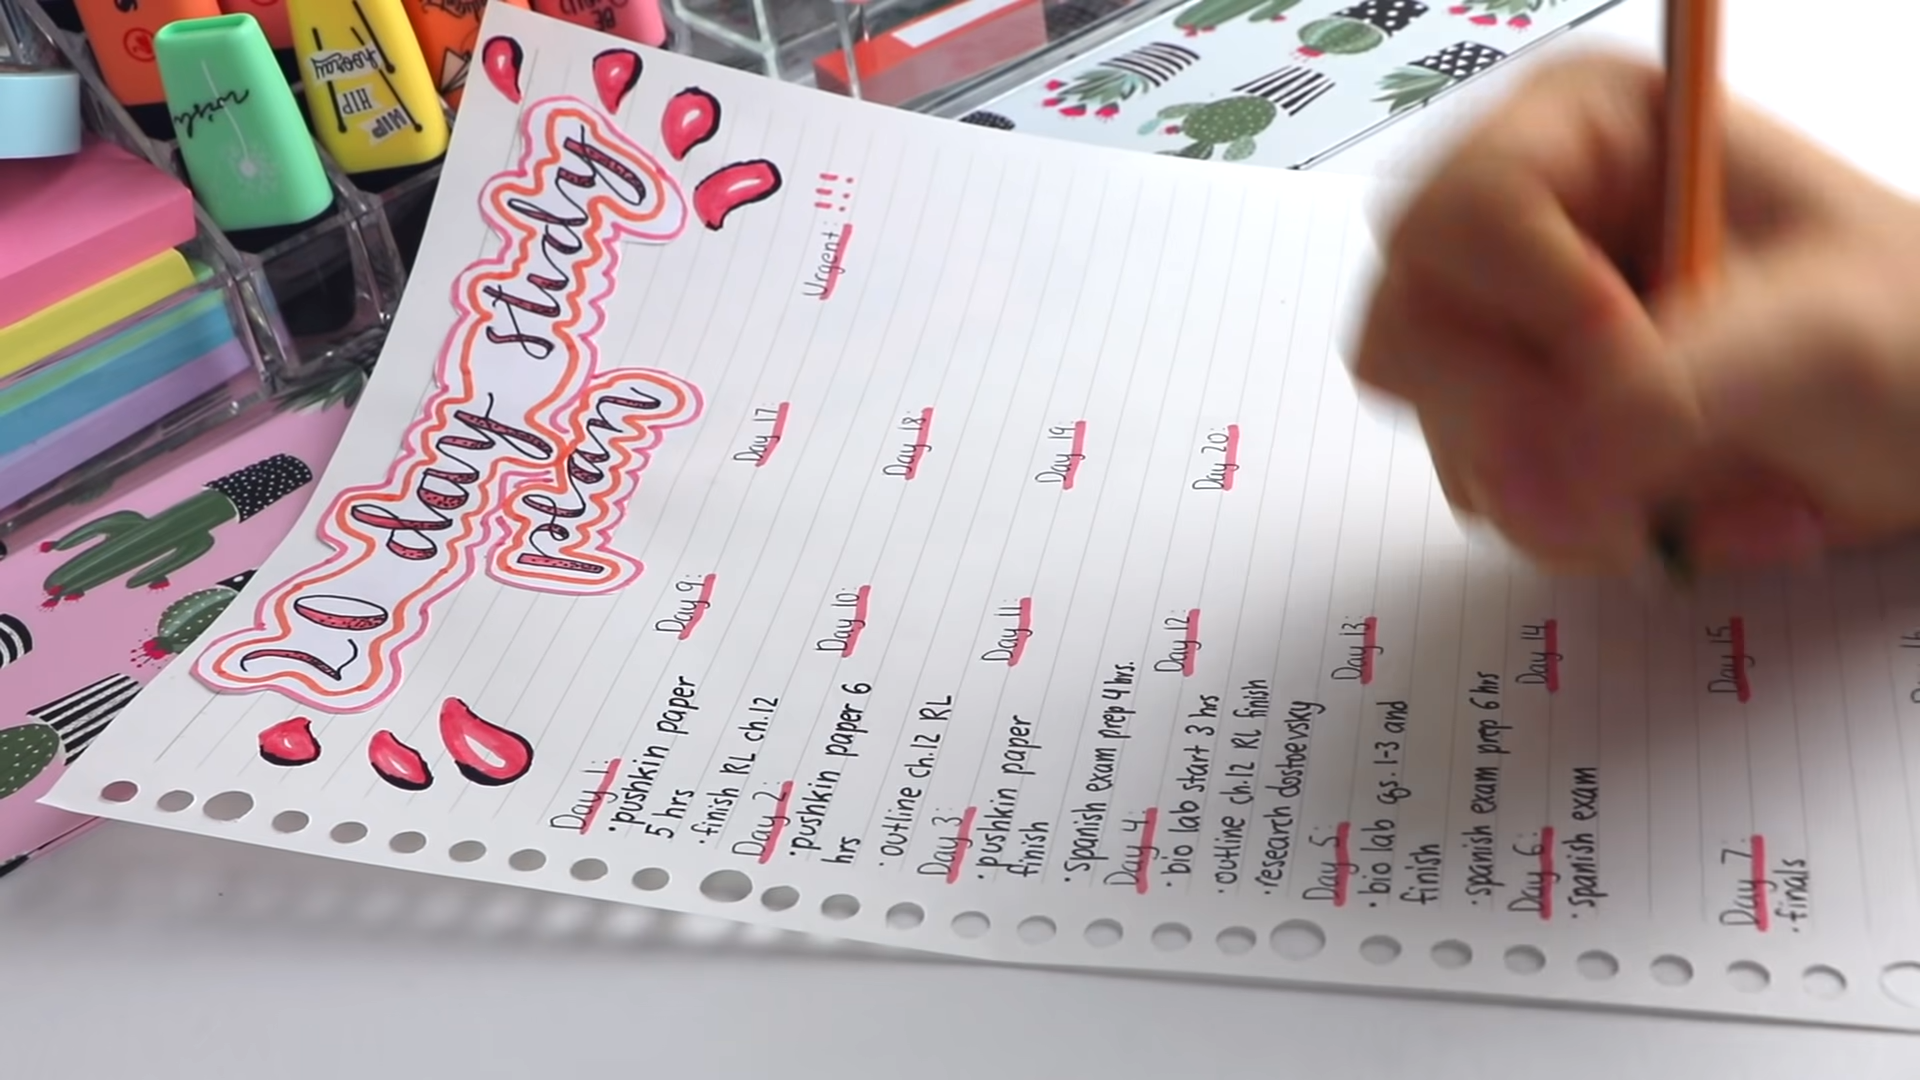 20 day study
plan
Day 1:
· pushkin paper
5 hrs
· finish RL ch.12
Day 2:
· pushkin paper 6
hrs
· outline ch.12 RL
Day 3:
· pushkin paper
finish
· spanish exam prep 4 hrs.
Day 4:
· bio lab start 3 hrs
· outline ch.12 RL finish
· research dostoevsky
Day 5:
· bio lab qs. 1-3 and
finish
· spanish exam prep 6 hrs
Day 6:
· spanish exam
Day 7:
· finals
Day 9:
Day 10:
Day 11:
Day 12:
Day 13:
Day 14
Day 15
Day 17:
Day 18:
Day 19:
Day 20:
Urgent: !!!
wish
hooray
HIP
HIP